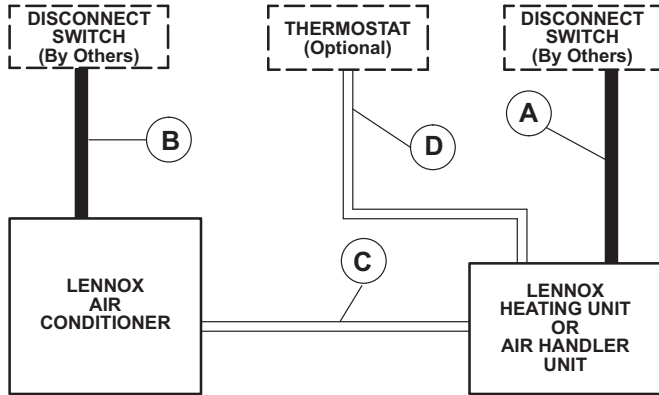 DISCONNECT
SWITCH
(By Others)
THERMOSTAT
(Optional)
DISCONNECT
SWITCH
(By Others)
B
D
A
C
LENNOX
AIR
CONDITIONER
LENNOX
HEATING UNIT
OR
AIR HANDLER
UNIT